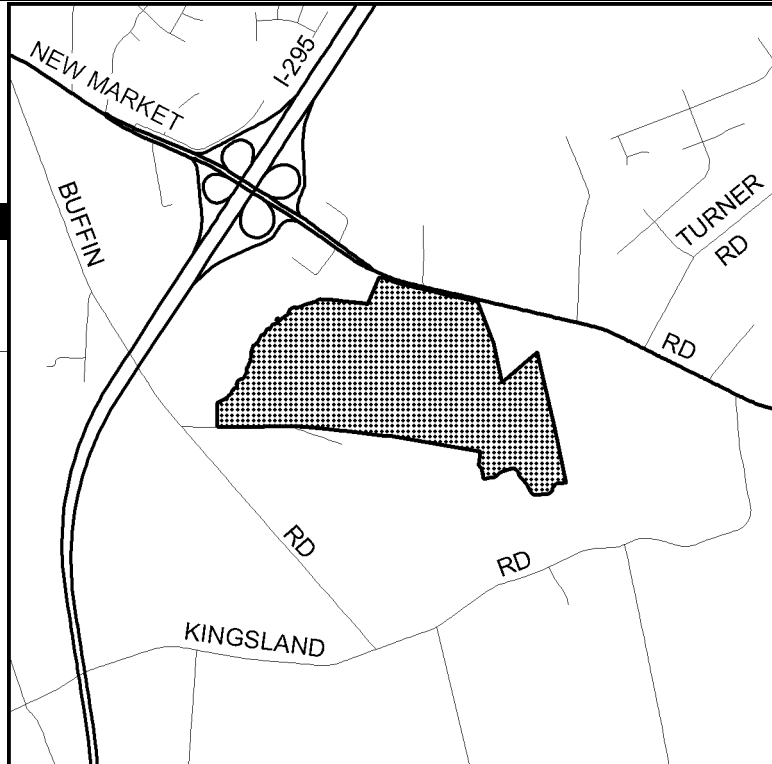 I-295
NEW MARKET
BUFFIN
TURNER
RD
RD
RD
RD
KINGSLAND